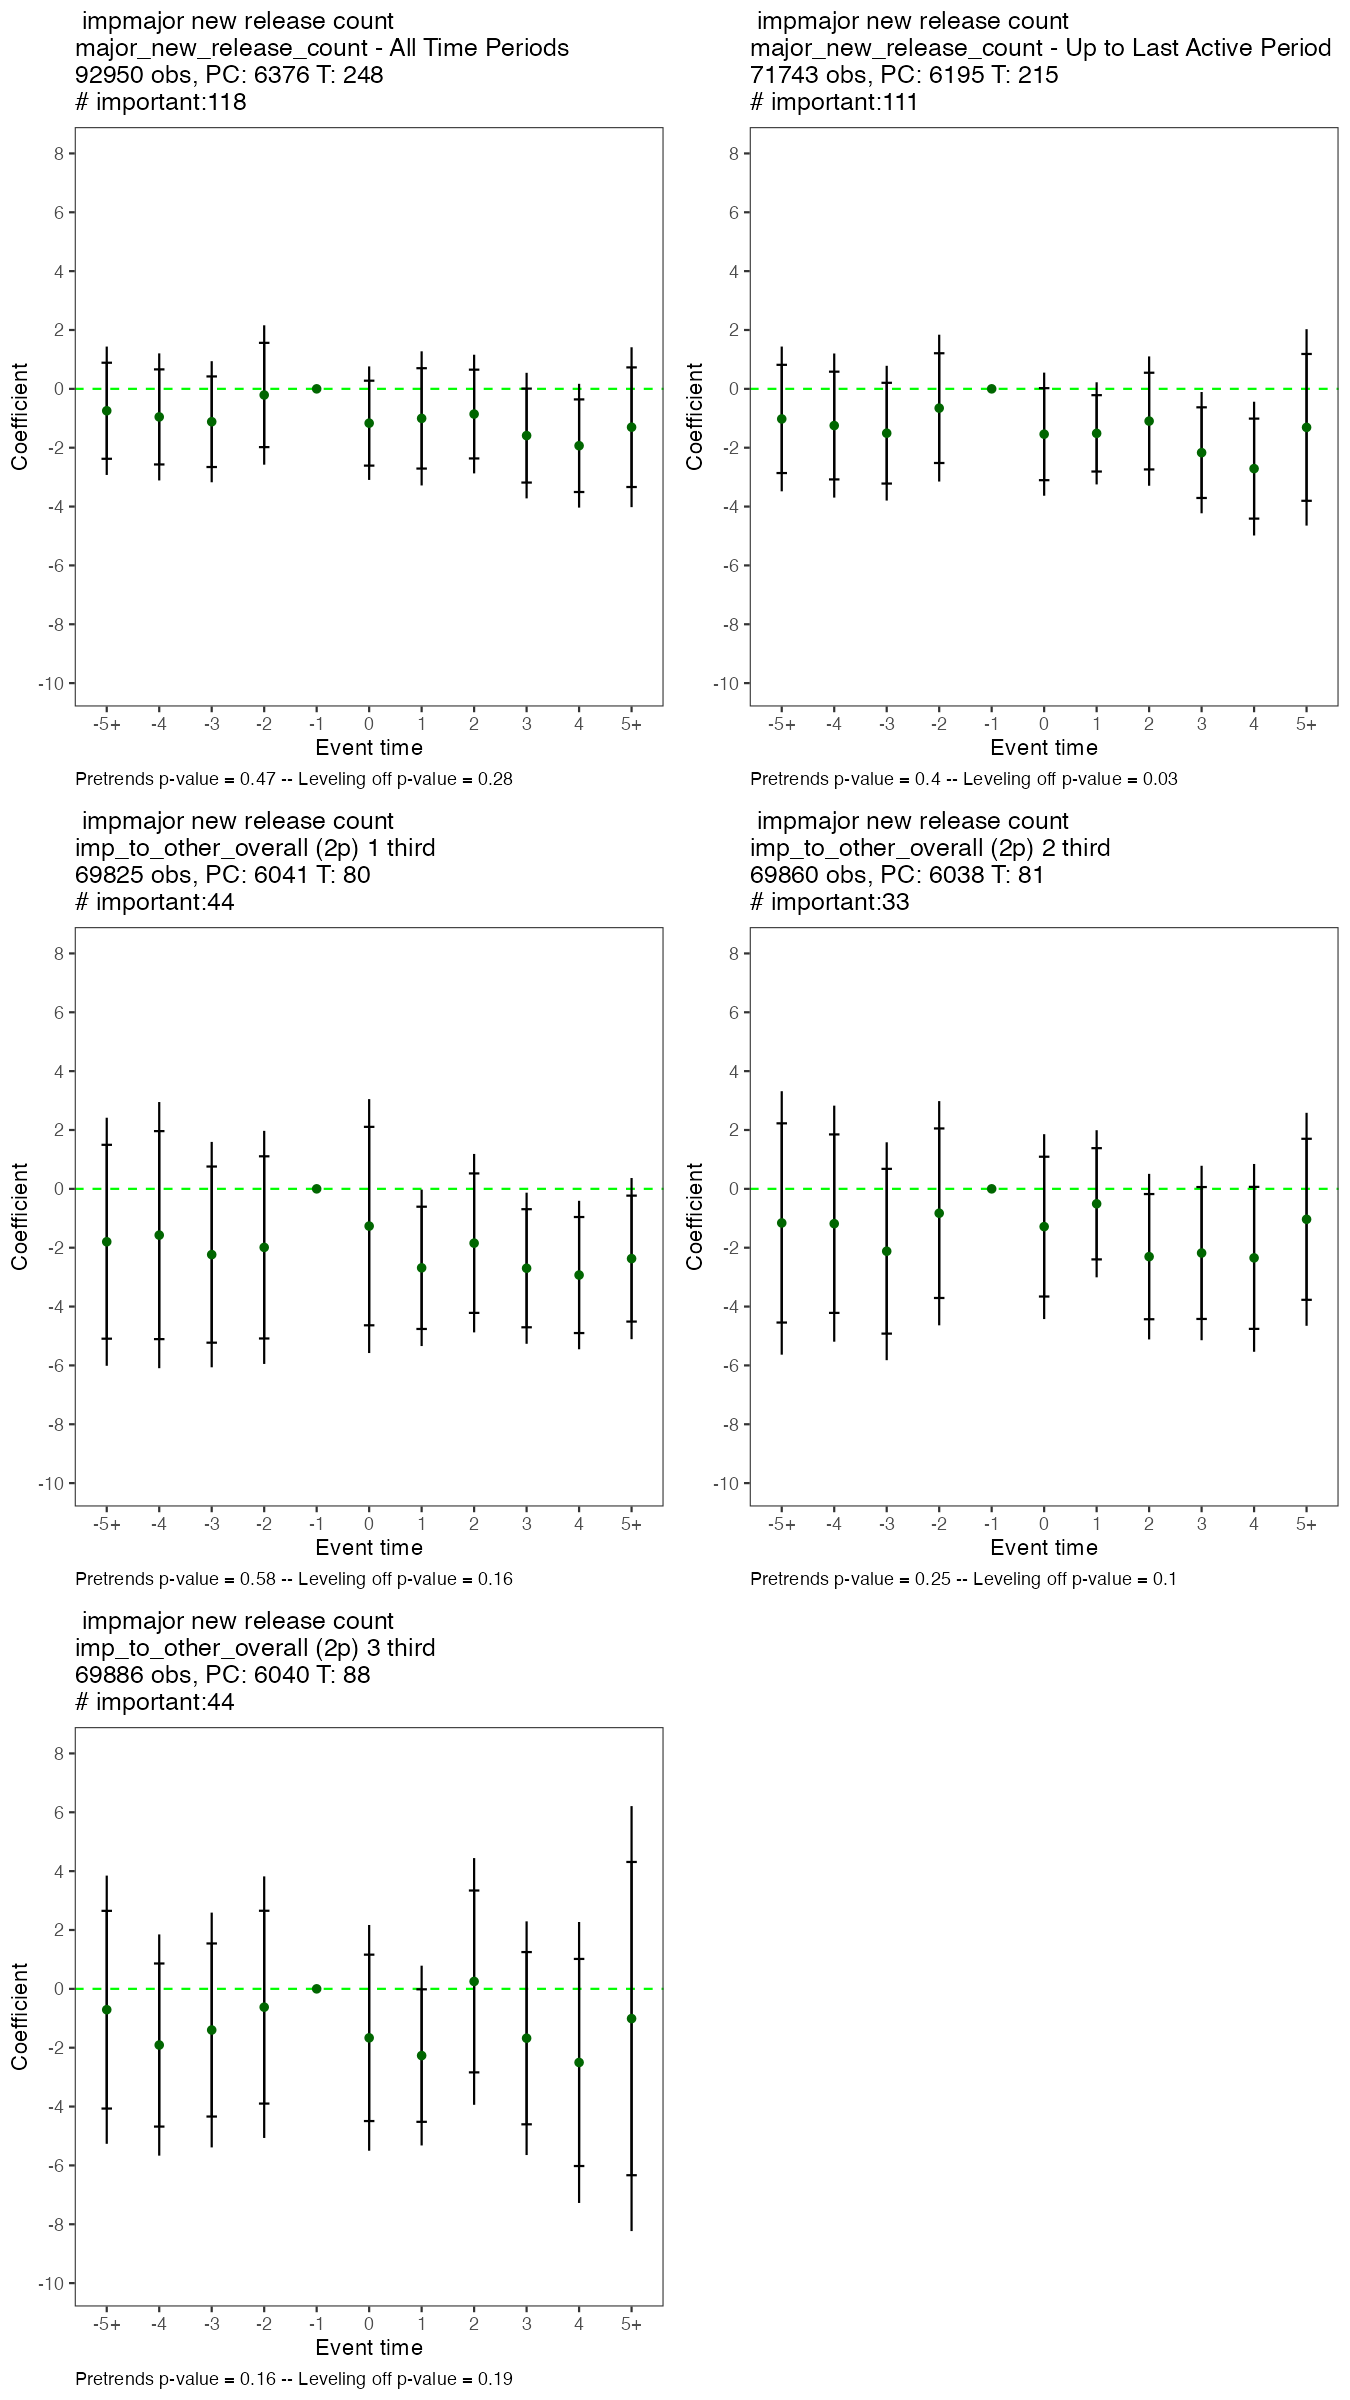 impmajor new release count
major_new_release_count - All Time Periods
92950 obs, PC: 6376 T: 248
# important:118
8
6
4
2
0
-2
-4
-6
-8
-10
Coefficient
-5+ -4 -3 -2 -1 0 1 2 3 4 5+
Event time
Pretrends p-value = 0.47 -- Leveling off p-value = 0.28
impmajor new release count
major_new_release_count - Up to Last Active Period
71743 obs, PC: 6195 T: 215
# important:111
8
6
4
2
0
-2
-4
-6
-8
-10
Coefficient
-5+ -4 -3 -2 -1 0 1 2 3 4 5+
Event time
Pretrends p-value = 0.4 -- Leveling off p-value = 0.03
impmajor new release count
imp_to_other_overall (2p) 1 third
69825 obs, PC: 6041 T: 80
# important:44
8
6
4
2
0
-2
-4
-6
-8
-10
Coefficient
-5+ -4 -3 -2 -1 0 1 2 3 4 5+
Event time
Pretrends p-value = 0.58 -- Leveling off p-value = 0.16
impmajor new release count
imp_to_other_overall (2p) 2 third
69860 obs, PC: 6038 T: 81
# important:33
8
6
4
2
0
-2
-4
-6
-8
-10
Coefficient
-5+ -4 -3 -2 -1 0 1 2 3 4 5+
Event time
Pretrends p-value = 0.25 -- Leveling off p-value = 0.1
impmajor new release count
imp_to_other_overall (2p) 3 third
69886 obs, PC: 6040 T: 88
# important:44
8
6
4
2
0
-2
-4
-6
-8
-10
Coefficient
-5+ -4 -3 -2 -1 0 1 2 3 4 5+
Event time
Pretrends p-value = 0.16 -- Leveling off p-value = 0.19